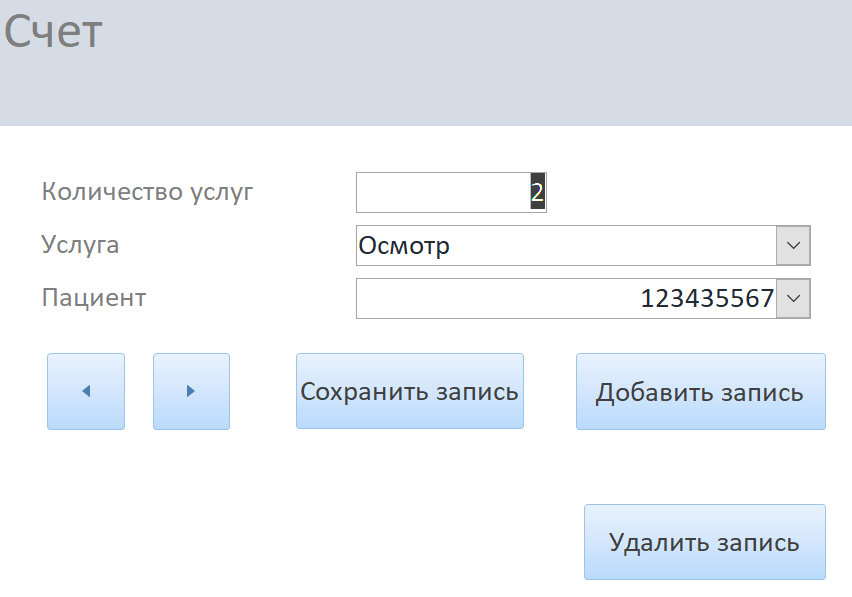 Счет
Количество услуг 2
Услуга Осмотр
Пациент 123435567
Сохранить запись Добавить запись
Удалить запись